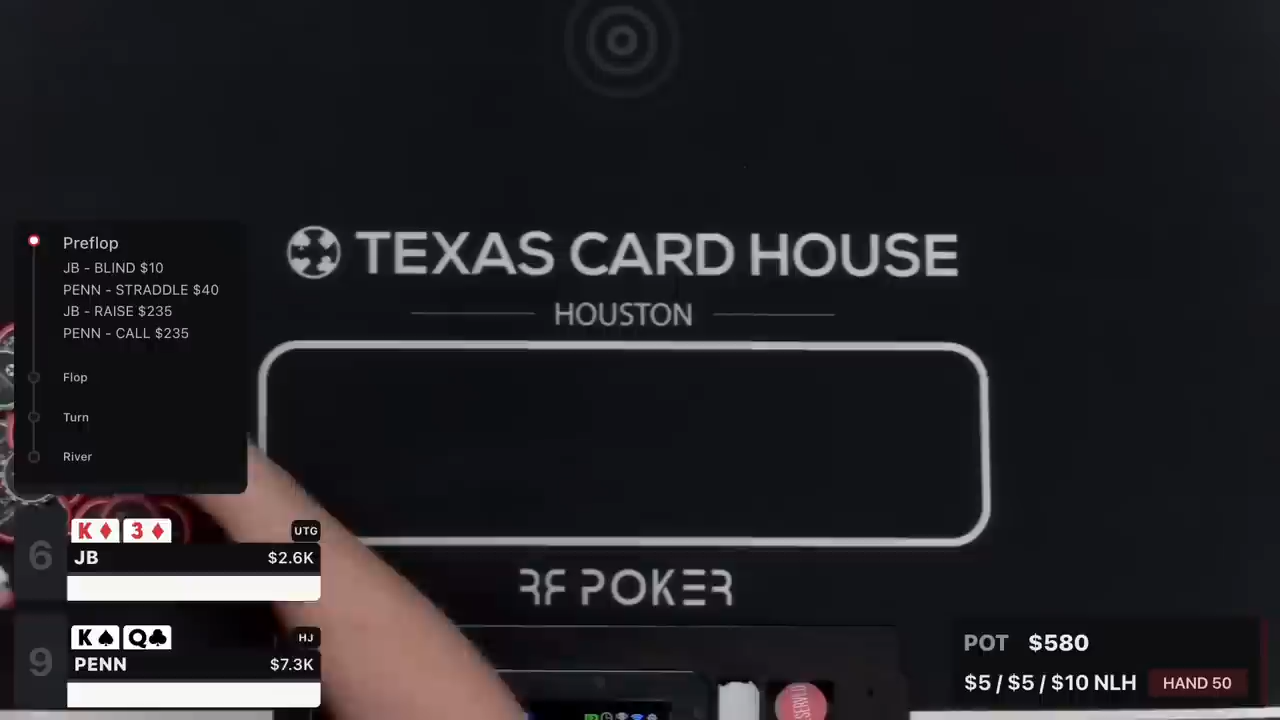 TEXAS CARD HOUSE
HOUSTON
Preflop
JB - BLIND $10
PENN - STRADDLE $40
JB - RAISE $235
PENN - CALL $235
Flop
Turn
River
6
K 3
UTG
JB
$2.6K
RF POKER
9
K Q
HJ
PENN
$7.3K
POT $580
$5 / $5 / $10 NLH
HAND 50
RESERVED